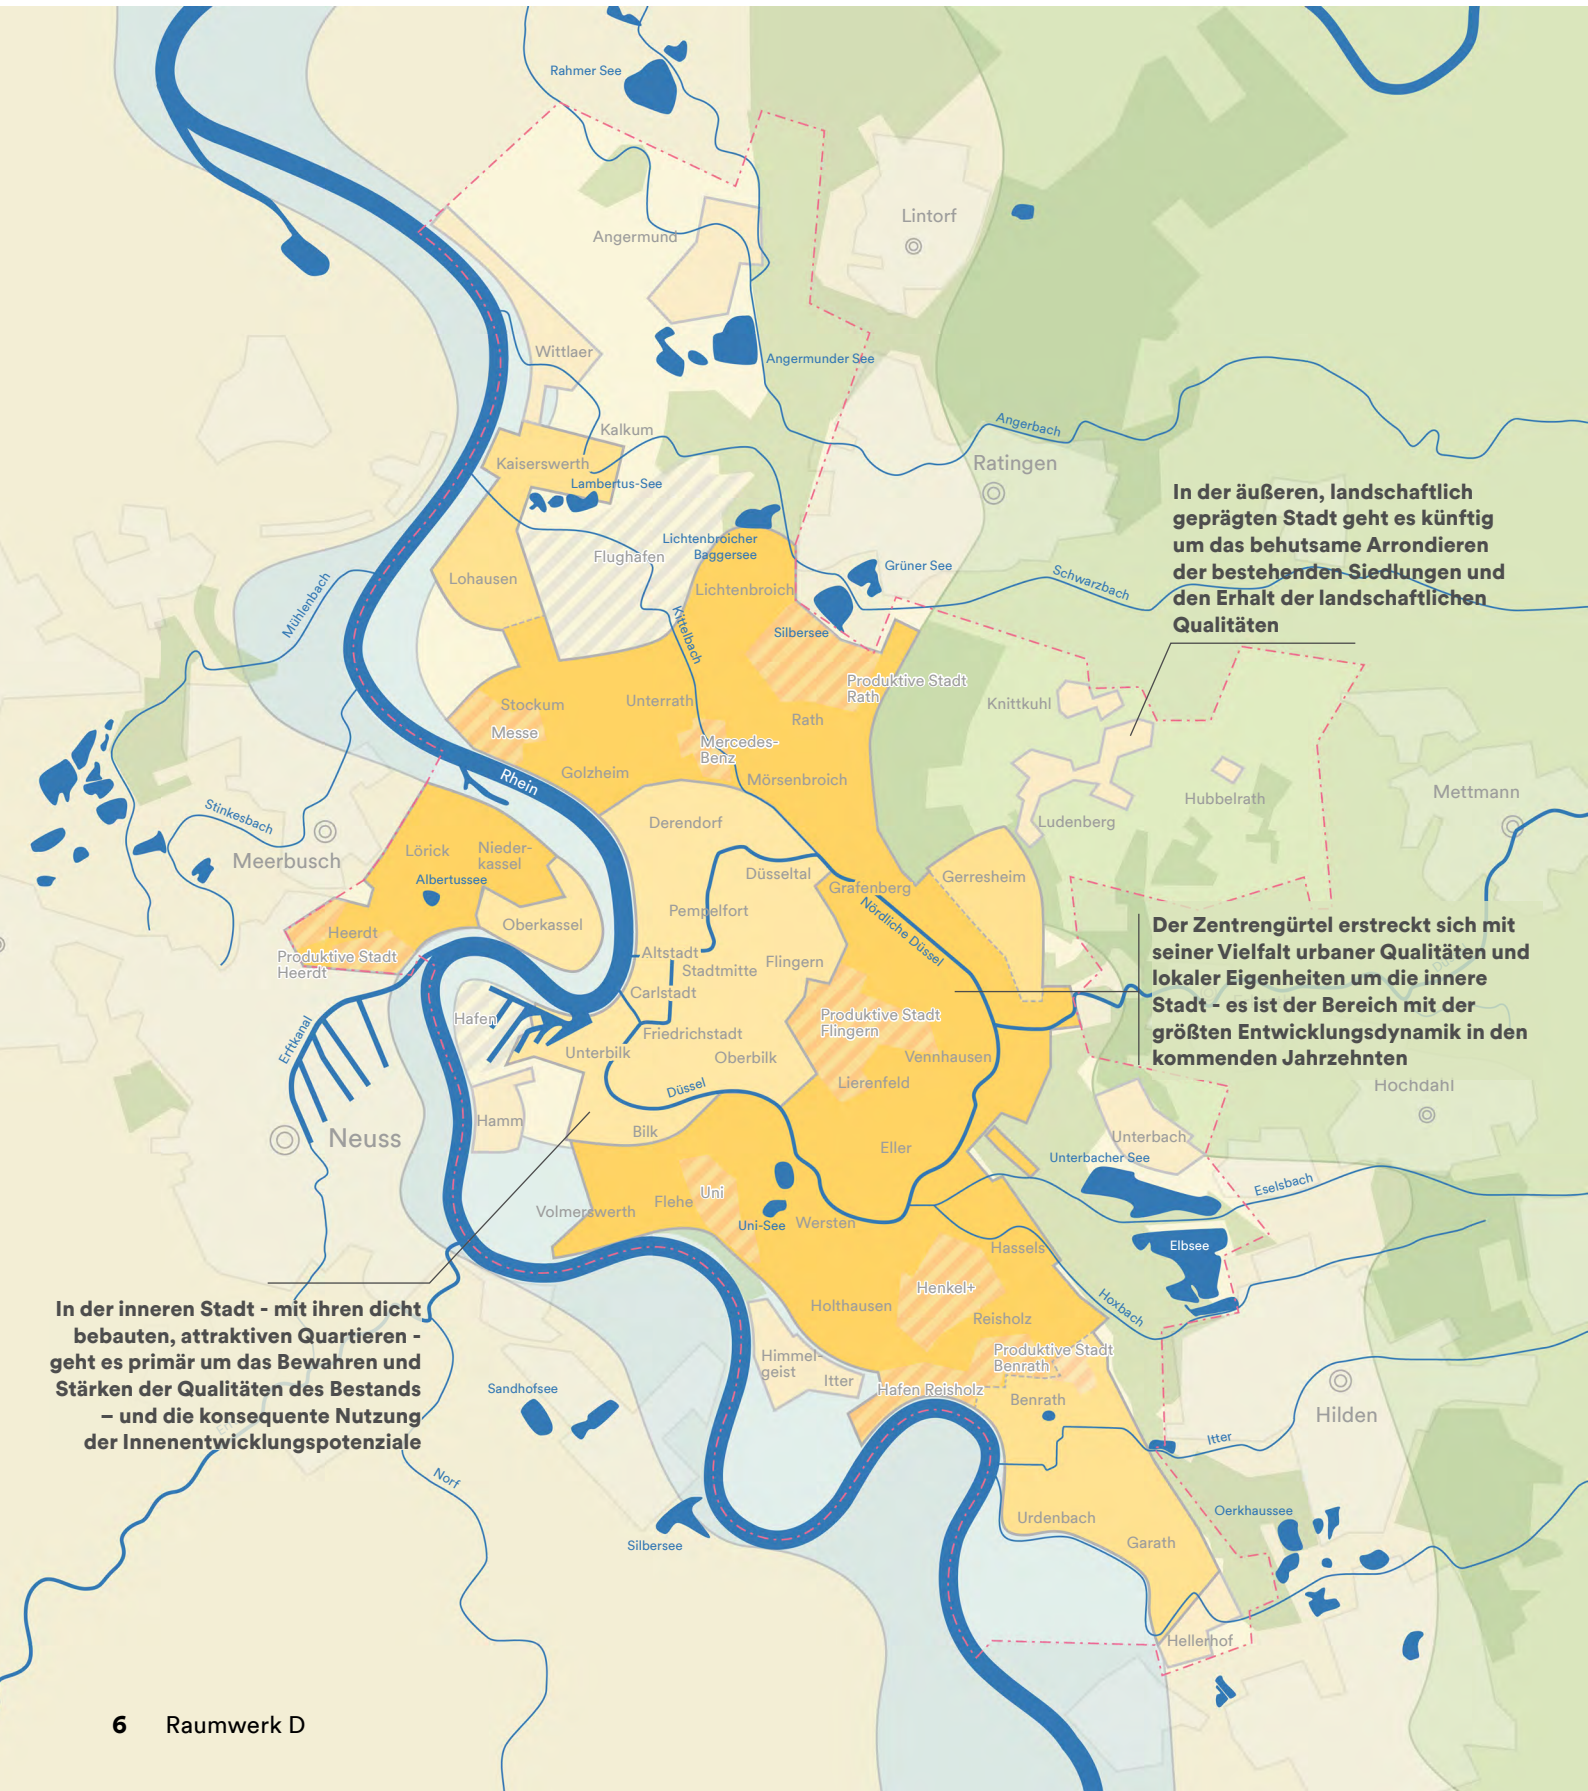 Rahmer See
Lintorf
Angermund
Wittlaer
Angermunder See
Kalkum
Angerbach
Kaiserswerth
Ratingen
Lambertus-See
In der äußeren, landschaftlich
geprägten Stadt geht es künftig
um das behutsame Arrondieren
der bestehenden Siedlungen und
den Erhalt der landschaftlichen
Qualitäten
Lichtenbroicher
Baggersee
Flughafen
Grüner See
Lohausen
Schwarzbach
Lichtenbroich
Mühlenbach
Kittelbach
Silbersee
Produktive Stadt
Rath
Stockum
Unterrath
Knittkuhl
Messe
Rath
Mercedes-
Benz
Rhein
Golzheim
Mörsenbroich
Hubbelrath
Mettmann
Stinkesbach
Derendorf
Ludenberg
Meerbusch
Lörick
Nieder-
kassel
Albertussee
Düsseltal
Grafenberg
Gerresheim
Pempelfort
Nördliche Düssel
Heerdt
Oberkassel
Der Zentrengürtel erstreckt sich mit
seiner Vielfalt urbaner Qualitäten und
lokaler Eigenheiten um die innere
Stadt - es ist der Bereich mit der
größten Entwicklungsdynamik in den
kommenden Jahrzehnten
Produktive Stadt
Heerdt
Altstadt
Stadtmitte
Flingern
Carlstadt
Hafen
Produktive Stadt
Flingern
Erftkanal
Friedrichstadt
Unterbilk
Oberbilk
Vennhausen
Düssel
Lierenfeld
Hochdahl
Hamm
Neuss
Bilk
Eller
Unterbach
Unterbacher See
Eselsbach
Uni
Flehe
Volmerswerth
Uni-See
Wersten
Hassels
Elbsee
Henkel+
Hoxbach
In der inneren Stadt - mit ihren dicht
bebauten, attraktiven Quartieren -
geht es primär um das Bewahren und
Stärken der Qualitäten des Bestands
– und die konsequente Nutzung
der Innenentwicklungspotenziale
Holthausen
Reisholz
Produktive Stadt
Benrath
Himmel-
geist
Itter
Hafen Reisholz
Sandhofsee
Benrath
Hilden
Itter
Norf
Oerkhaussee
Urdenbach
Silbersee
Garath
Hellerhof
6 Raumwerk D